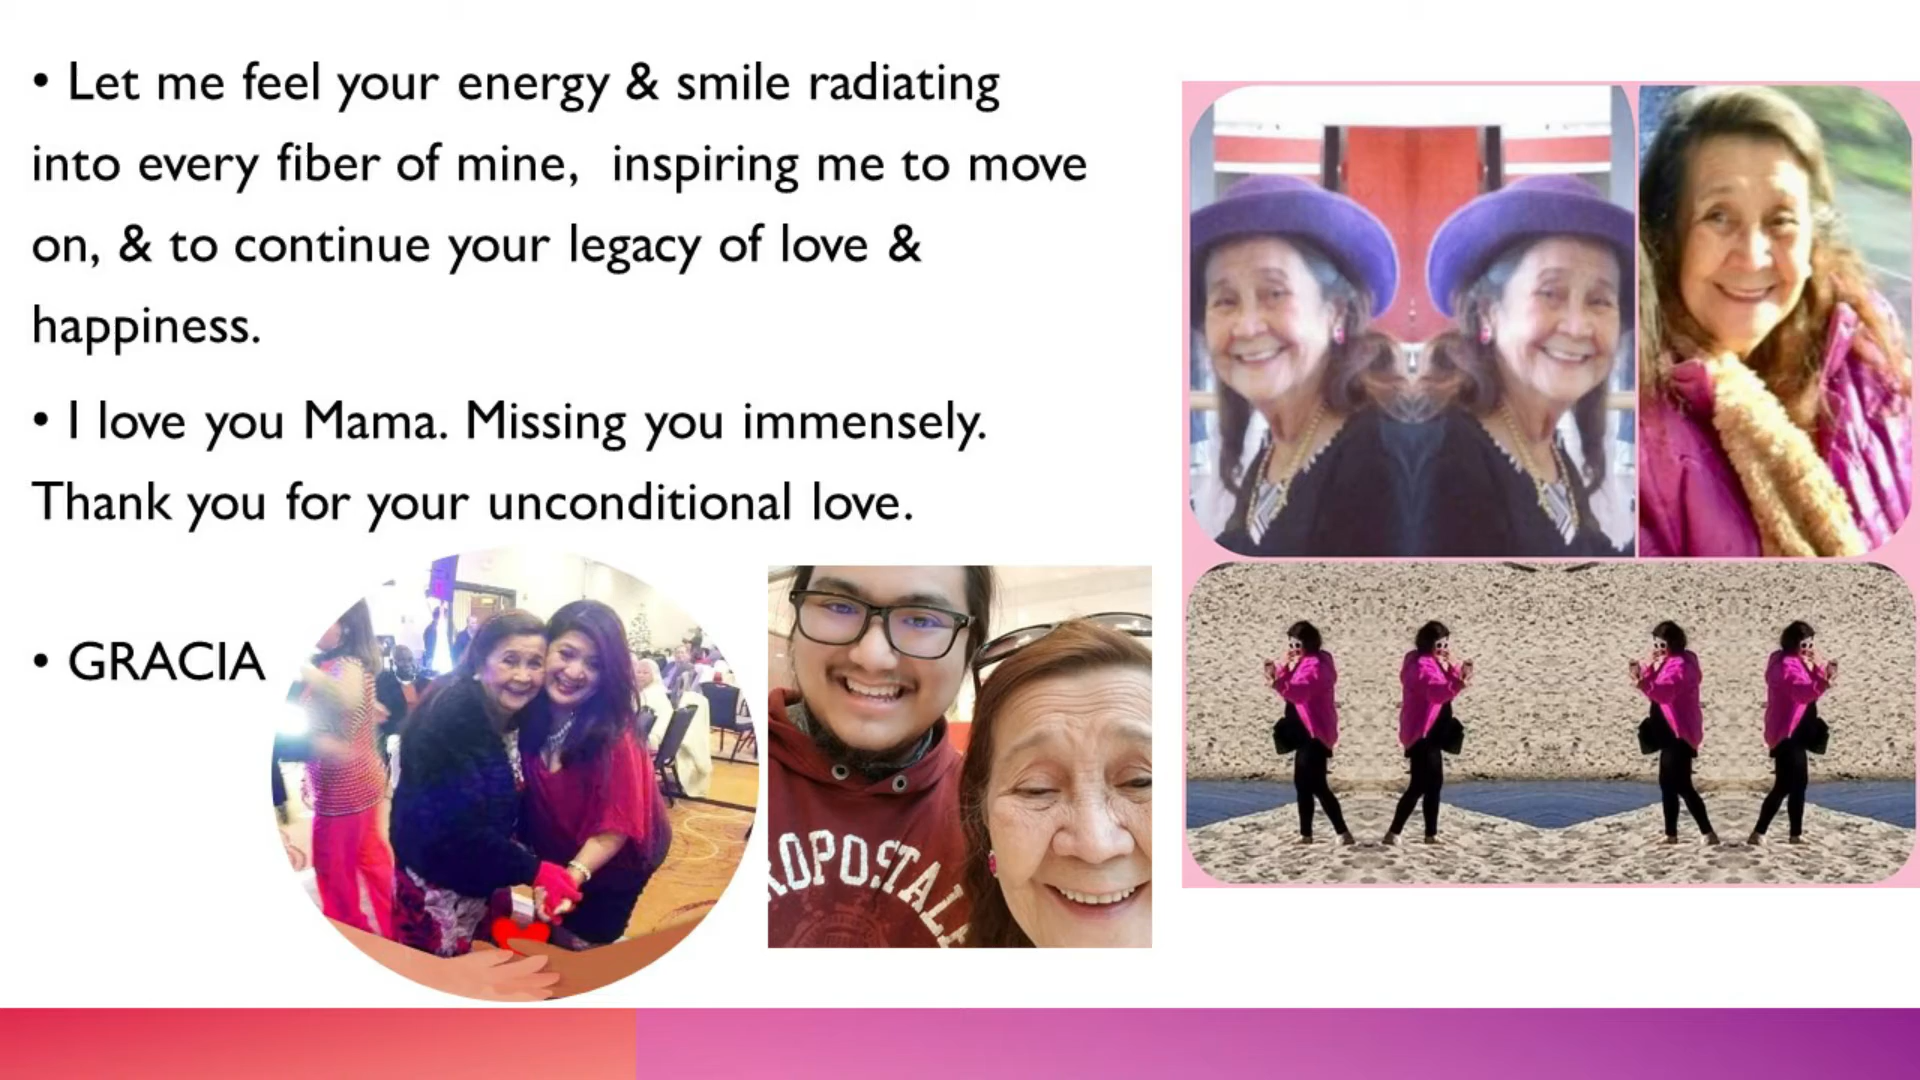 • Let me feel your energy & smile radiating
into every fiber of mine,  inspiring me to move
on, & to continue your legacy of love &
happiness.
• I love you Mama. Missing you immensely.
Thank you for your unconditional love.
• GRACIA
ROPOSTALE